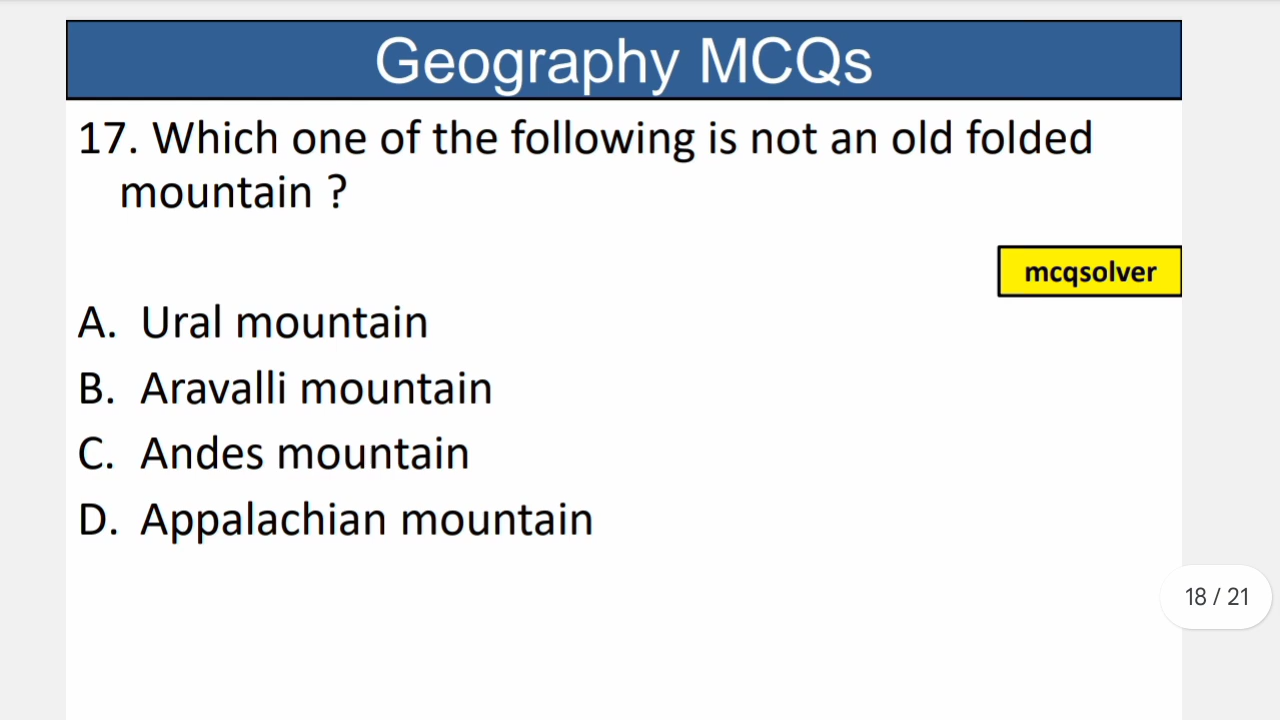 Geography MCQs
17. Which one of the following is not an old folded
mountain ?
mcqsolver
A. Ural mountain
B. Aravalli mountain
C. Andes mountain
D. Appalachian mountain
18 / 21